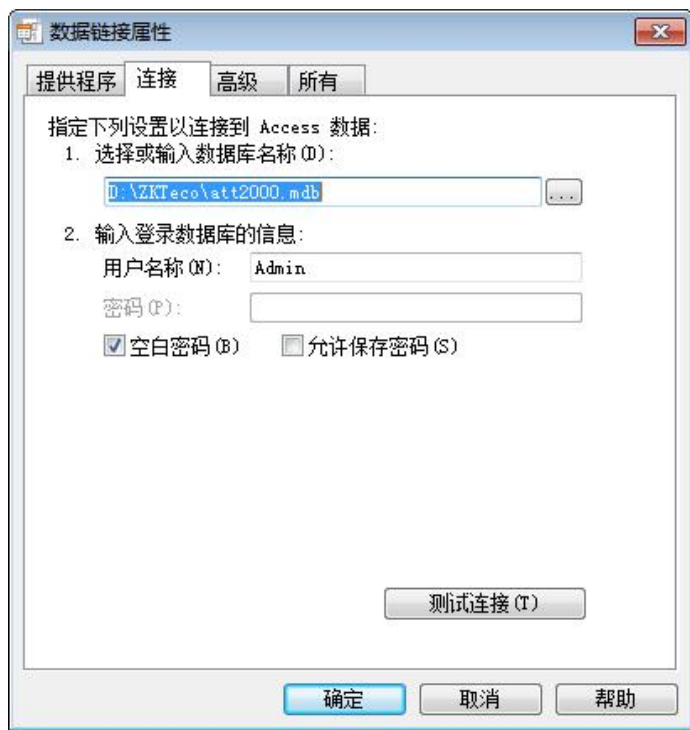 数据链接属性
提供程序 连接 高级 所有
指定下列设置以连接到 Access 数据:
1. 选择或输入数据库名称(D):
D:\ZKTeco\att2000.mdb ...
2. 输入登录数据库的信息:
用户名称(N): Admin
密码(P):
空白密码(B) 允许保存密码(S)
测试连接(T)
确定 取消 帮助